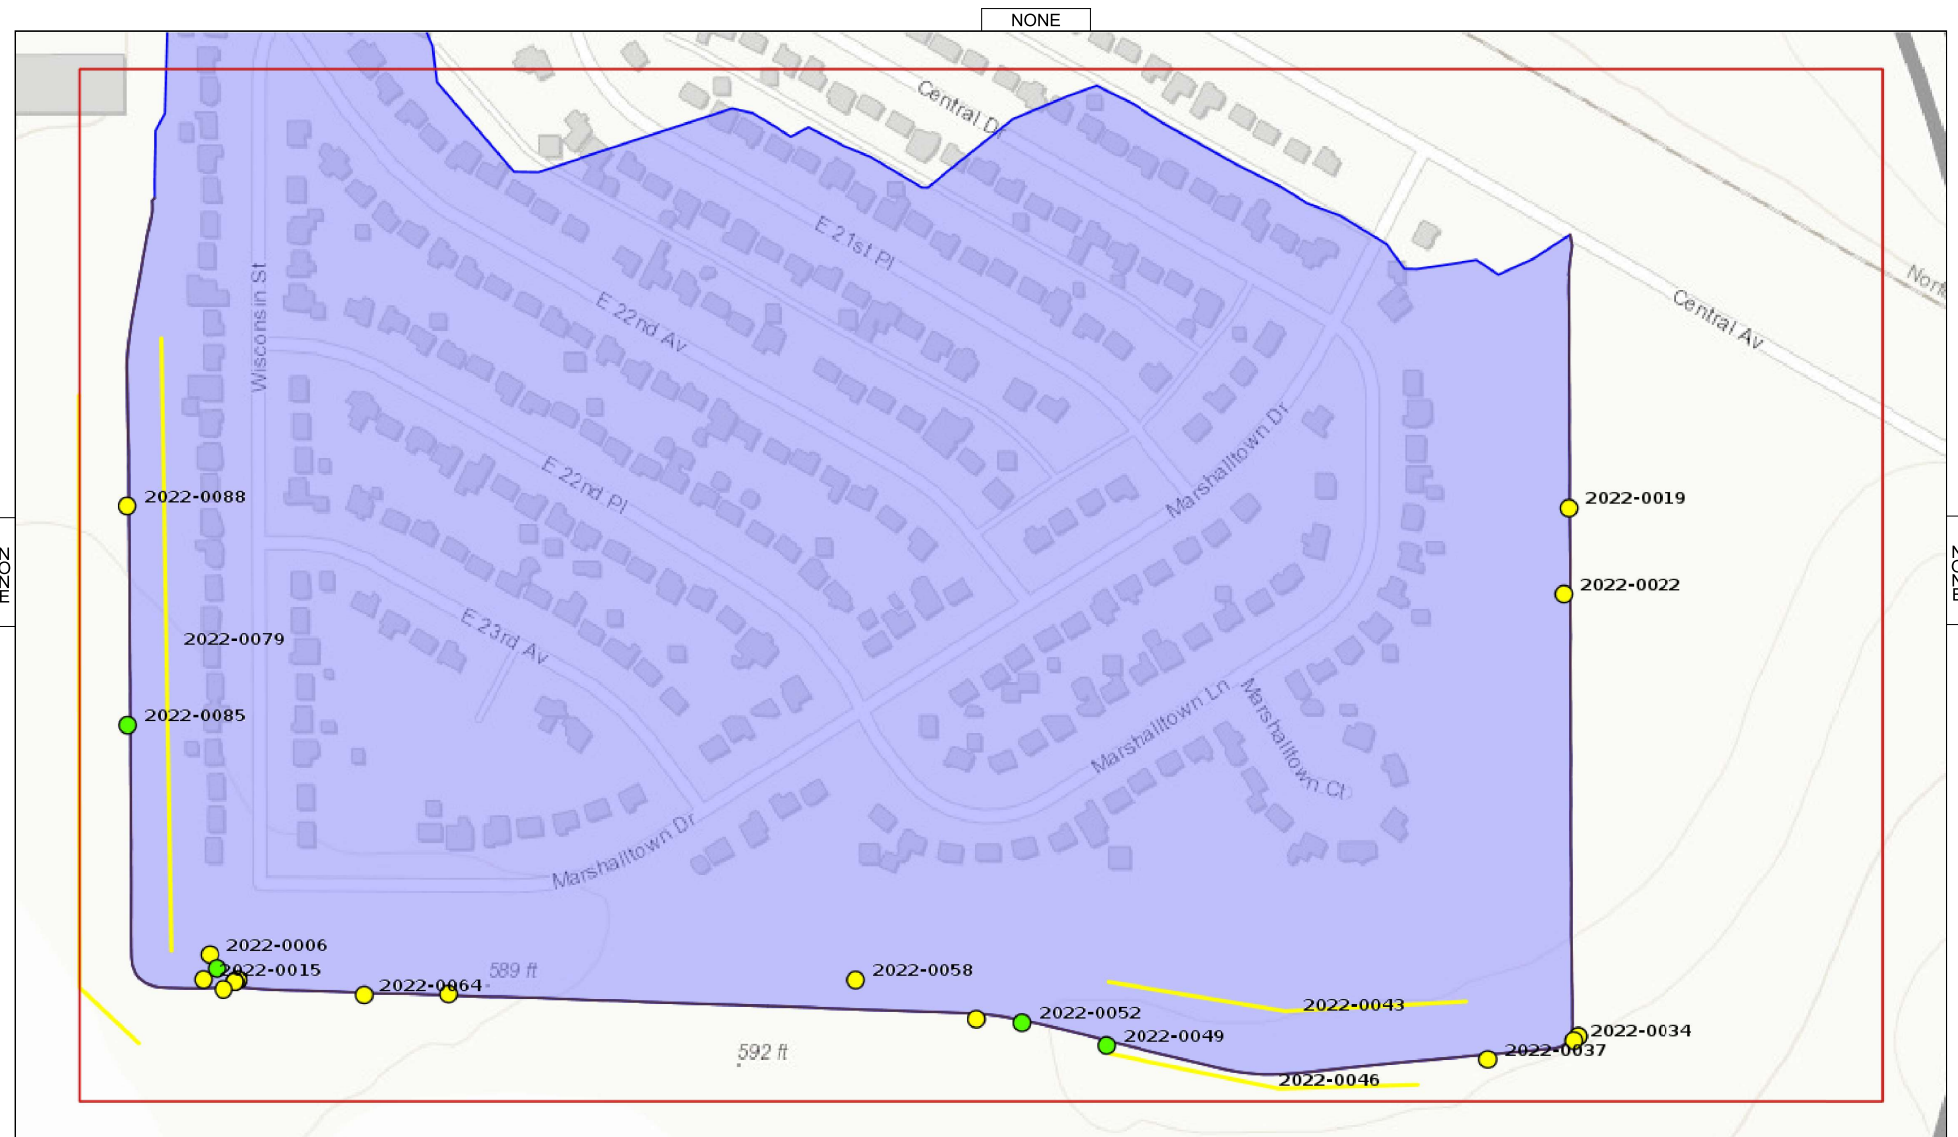 NONE
Central Dr
E 21st Pl
Wisconsin St
E 22nd Av
Central Av
Marshalltown Dr
E 22nd Pl
2022-0088
2022-0019
NONE
2022-0022
E 23rd Av
2022-0079
Marshalltown Ln
Marshalltown Ct
2022-0085
Marshalltown Dr
2022-0006
2022-0015
589 ft
2022-0058
2022-0064
2022-0043
2022-0052
2022-0034
2022-0049
2022-0037
592 ft
2022-0046